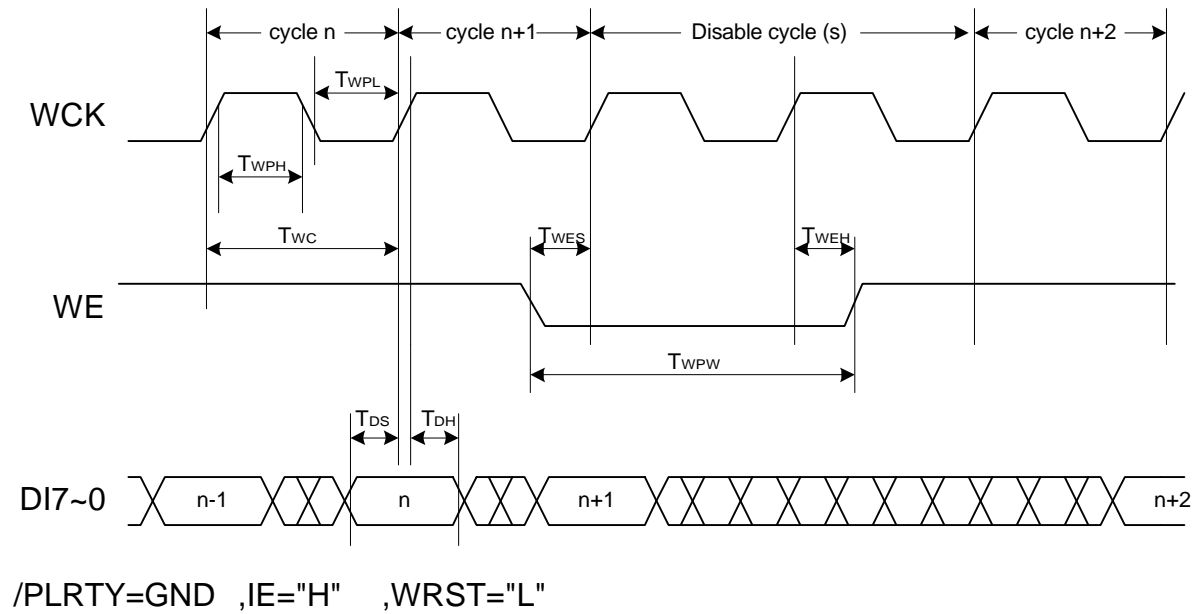 cycle n cycle n+1 Disable cycle (s) cycle n+2
TWPL
WCK
TWPH
TWC TWES TWEH
WE
TWPW
TDS TDH
DI7~0 n-1 n n+1 n+2
/PLRTY=GND ,IE="H" ,WRST="L"